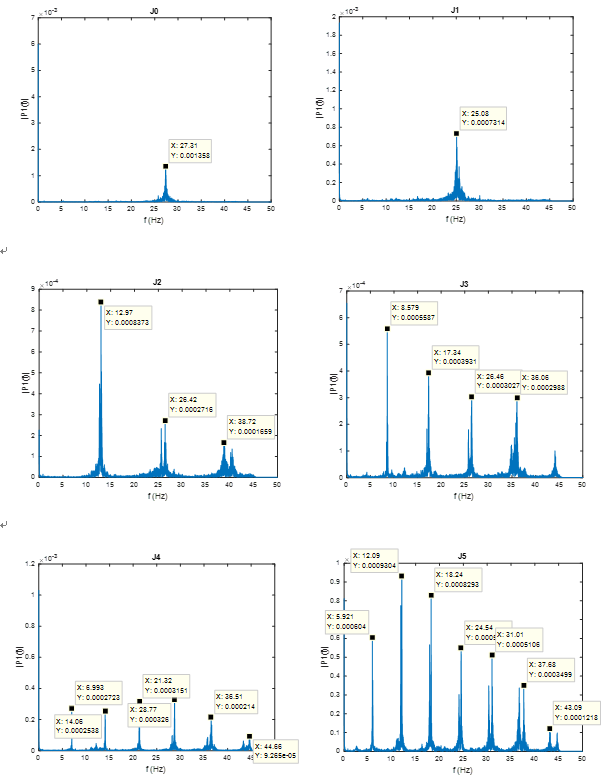 J0
×10⁻³
|P1(f)|
7
6
5
4
3
2
1
0
X: 27.31
Y: 0.001358
0 5 10 15 20 25 30 35 40 45 50
f (Hz)
J1
×10⁻³
|P1(f)|
2
1.8
1.6
1.4
1.2
1
0.8
0.6
0.4
0.2
0
X: 25.08
Y: 0.0007314
0 5 10 15 20 25 30 35 40 45 50
f (Hz)
J2
×10⁻⁴
|P1(f)|
9
8
7
6
5
4
3
2
1
0
X: 12.97
Y: 0.0008373
X: 26.42
Y: 0.0002716
X: 38.72
Y: 0.0001659
0 5 10 15 20 25 30 35 40 45 50
f (Hz)
J3
×10⁻⁴
|P1(f)|
7
6
5
4
3
2
1
0
X: 8.579
Y: 0.0005587
X: 17.34
Y: 0.0003931
X: 26.46
Y: 0.0003027
X: 36.06
Y: 0.0002988
0 5 10 15 20 25 30 35 40 45 50
f (Hz)
J4
×10⁻³
|P1(f)|
1.2
1
0.8
0.6
0.4
0.2
0
X: 6.993
Y: 0.0002723
X: 14.06
Y: 0.0002538
X: 21.32
Y: 0.0003151
X: 28.77
Y: 0.000326
X: 36.51
Y: 0.000214
X: 44.66
Y: 9.265e-05
0 5 10 15 20 25 30 35 40 45 50
f (Hz)
J5
|P1(f)|
1
0.9
0.8
0.7
0.6
0.5
0.4
0.3
0.2
0.1
0
X: 5.921
Y: 0.000604
X: 12.09
Y: 0.0009304
X: 18.24
Y: 0.0008293
X: 24.54
X: 31.01
Y: 0.0005106
X: 37.68
Y: 0.0003499
X: 43.09
Y: 0.0001218
0 5 10 15 20 25 30 35 40 45 50
f (Hz)